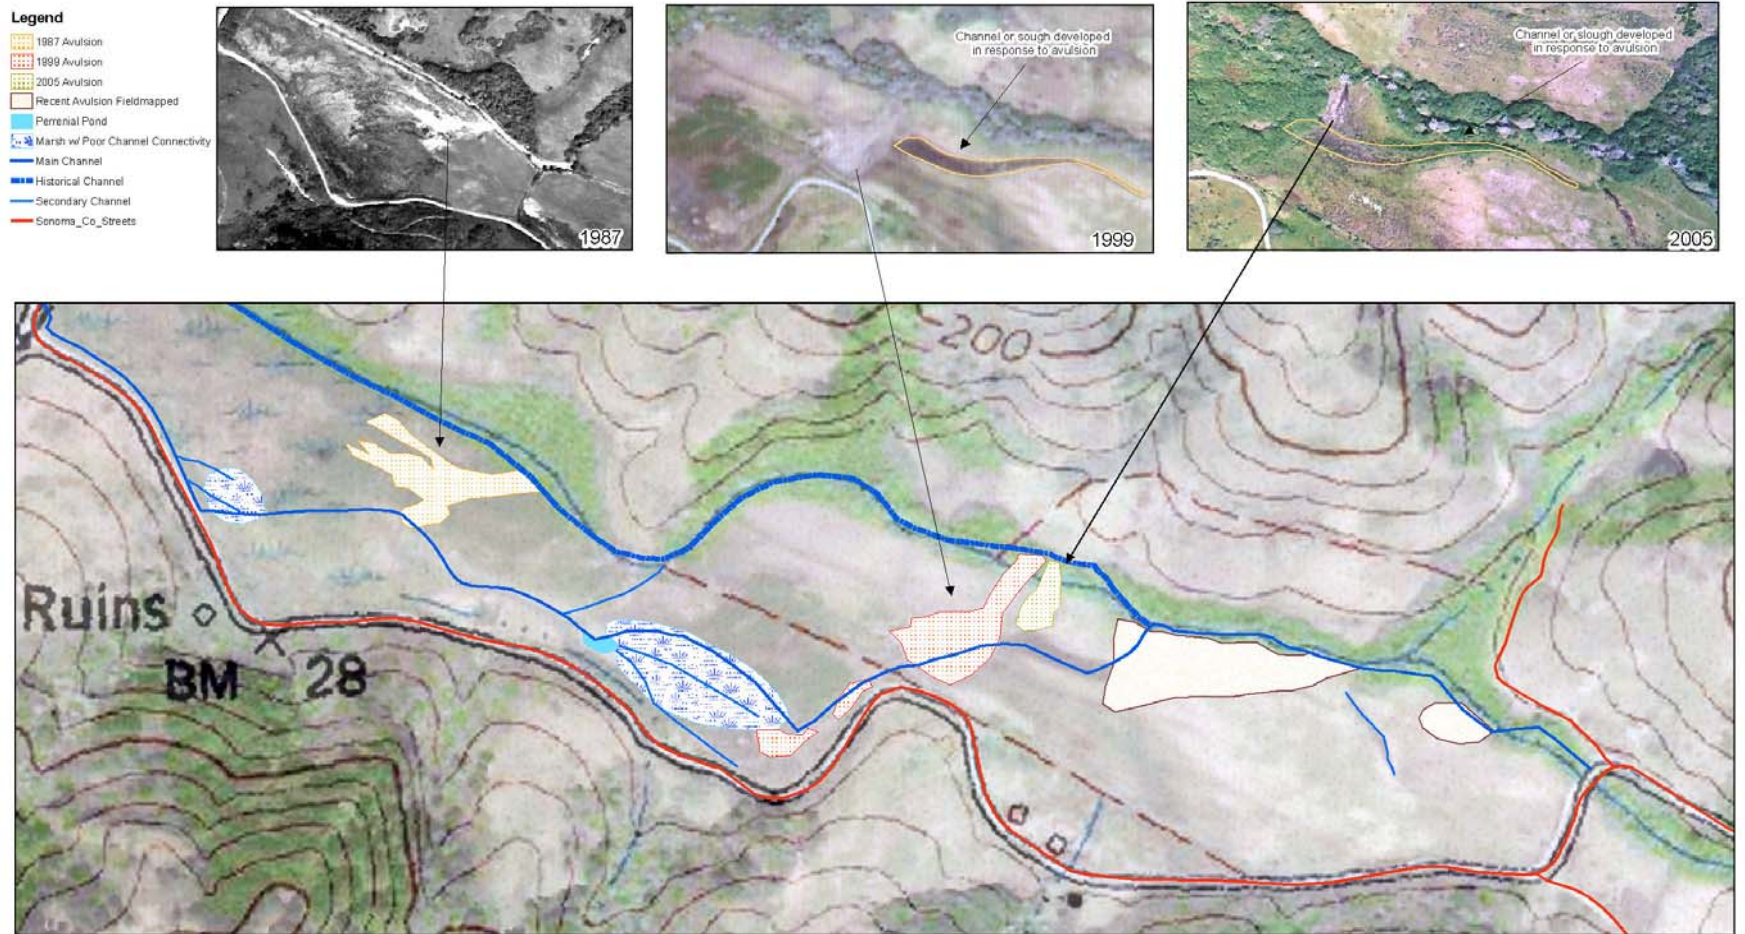 Legend
1987 Avulsion
1999 Avulsion
2005 Avulsion
Recent Avulsion Fieldmapped
Perrenial Pond
Marsh w/ Poor Channel Connectivity
Main Channel
Historical Channel
Secondary Channel
Sonoma_Co_Streets
1987
Channel or sough developed
in response to avulsion
1999
Channel or slough developed
in response to avulsion
2005
200
Ruins
BM 28